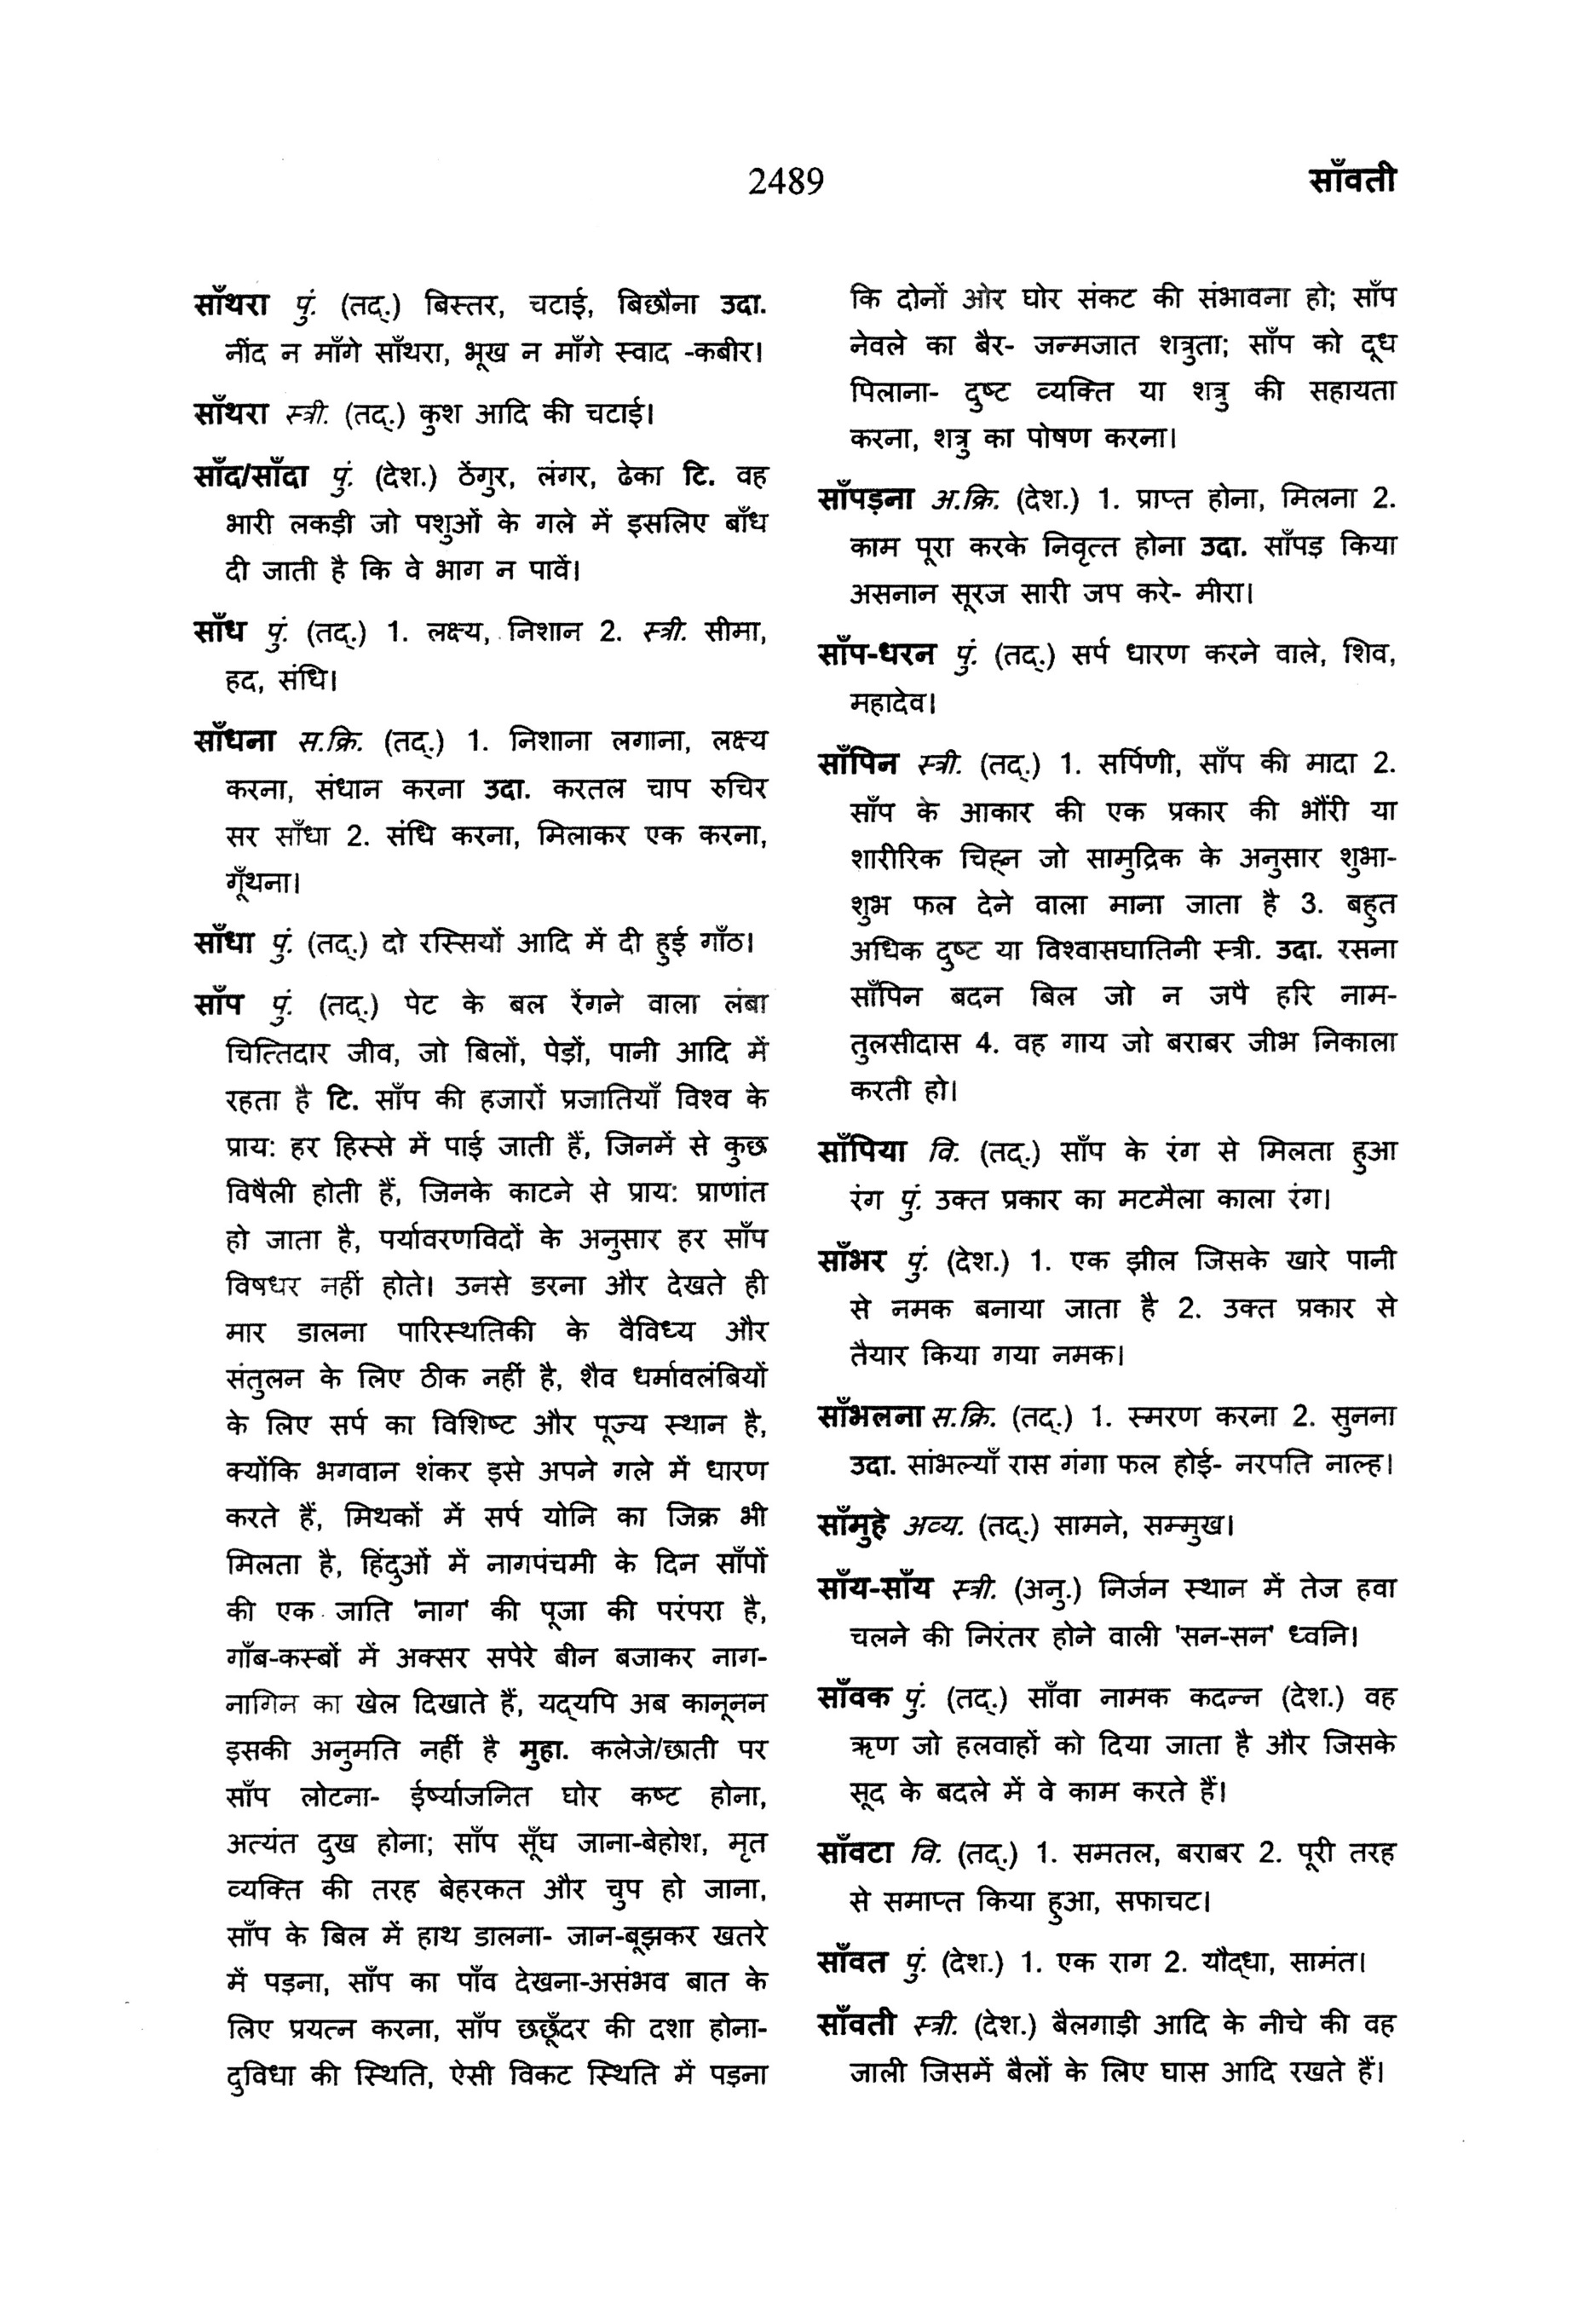 2489
साँवती
साँथरा पुं. (तद्.) बिस्तर, चटाई, बिछौना उदा.
नींद न माँगे साँथरा, भूख न माँगे स्वाद -कबीर।
साँथरा स्त्री. (तद्.) कुश आदि की चटाई।
साँद/साँदा पुं. (देश.) ठेंगुर, लंगर, ढेका टि. वह
भारी लकड़ी जो पशुओं के गले में इसलिए बाँध
दी जाती है कि वे भाग न पावें।
साँध पुं. (तद्.) 1. लक्ष्य, निशान 2. स्त्री. सीमा,
हद, संधि।
साँधना स.क्रि. (तद्.) 1. निशाना लगाना, लक्ष्य
करना, संधान करना उदा. करतल चाप रुचिर
सर साँधा 2. संधि करना, मिलाकर एक करना,
गूँथना।
साँधा पुं. (तद्.) दो रस्सियों आदि में दी हुई गाँठ।
साँप पुं. (तद्.) पेट के बल रेंगने वाला लंबा
चित्तिदार जीव, जो बिलों, पेड़ों, पानी आदि में
रहता है टि. साँप की हजारों प्रजातियाँ विश्व के
प्राय: हर हिस्से में पाई जाती हैं, जिनमें से कुछ
विषैली होती हैं, जिनके काटने से प्राय: प्राणांत
हो जाता है, पर्यावरणविदों के अनुसार हर साँप
विषधर नहीं होते। उनसे डरना और देखते ही
मार डालना पारिस्थतिकी के वैविध्य और
संतुलन के लिए ठीक नहीं है, शैव धर्मावलंबियों
के लिए सर्प का विशिष्ट और पूज्य स्थान है,
क्योंकि भगवान शंकर इसे अपने गले में धारण
करते हैं, मिथकों में सर्प योनि का जिक्र भी
मिलता है, हिंदुओं में नागपंचमी के दिन साँपों
की एक जाति 'नाग' की पूजा की परंपरा है,
गाँब-कस्बों में अक्सर सपेरे बीन बजाकर नाग-
नागिन का खेल दिखाते हैं, यद्यपि अब कानूनन
इसकी अनुमति नहीं है मुहा. कलेजे/छाती पर
साँप लोटना- ईर्ष्याजनित घोर कष्ट होना,
अत्यंत दुख होना; साँप सूँघ जाना-बेहोश, मृत
व्यक्ति की तरह बेहरकत और चुप हो जाना,
साँप के बिल में हाथ डालना- जान-बूझकर खतरे
में पड़ना, साँप का पाँव देखना-असंभव बात के
लिए प्रयत्न करना, साँप छछूँदर की दशा होना-
दुविधा की स्थिति, ऐसी विकट स्थिति में पड़ना
कि दोनों ओर घोर संकट की संभावना हो; साँप
नेवले का बैर- जन्मजात शत्रुता; साँप को दूध
पिलाना- दुष्ट व्यक्ति या शत्रु की सहायता
करना, शत्रु का पोषण करना।
साँपड़ना अ.क्रि. (देश.) 1. प्राप्त होना, मिलना 2.
काम पूरा करके निवृत्त होना उदा. साँपड़ किया
असनान सूरज सारी जप करे- मीरा।
साँप-धरन पुं. (तद्.) सर्प धारण करने वाले, शिव,
महादेव।
साँपिन स्त्री. (तद्.) 1. सर्पिणी, साँप की मादा 2.
साँप के आकार की एक प्रकार की भौंरी या
शारीरिक चिह्न जो सामुद्रिक के अनुसार शुभा-
शुभ फल देने वाला माना जाता है 3. बहुत
अधिक दुष्ट या विश्वासघातिनी स्त्री. उदा. रसना
साँपिन बदन बिल जो न जपै हरि नाम-
तुलसीदास 4. वह गाय जो बराबर जीभ निकाला
करती हो।
साँपिया वि. (तद्.) साँप के रंग से मिलता हुआ
रंग पुं. उक्त प्रकार का मटमैला काला रंग।
साँभर पुं. (देश.) 1. एक झील जिसके खारे पानी
से नमक बनाया जाता है 2. उक्त प्रकार से
तैयार किया गया नमक।
साँभलना स.क्रि. (तद्.) 1. स्मरण करना 2. सुनना
उदा. सांभल्याँ रास गंगा फल होई- नरपति नाल्ह।
साँमुहे अव्य. (तद्.) सामने, सम्मुख।
साँय-साँय स्त्री. (अनु.) निर्जन स्थान में तेज हवा
चलने की निरंतर होने वाली 'सन-सन' ध्वनि।
साँवक पुं. (तद्.) साँवा नामक कदन्न (देश.) वह
ऋण जो हलवाहों को दिया जाता है और जिसके
सूद के बदले में वे काम करते हैं।
साँवटा वि. (तद्.) 1. समतल, बराबर 2. पूरी तरह
से समाप्त किया हुआ, सफाचट।
साँवत पुं. (देश.) 1. एक राग 2. यौद्धा, सामंत।
साँवती स्त्री. (देश.) बैलगाड़ी आदि के नीचे की वह
जाली जिसमें बैलों के लिए घास आदि रखते हैं।